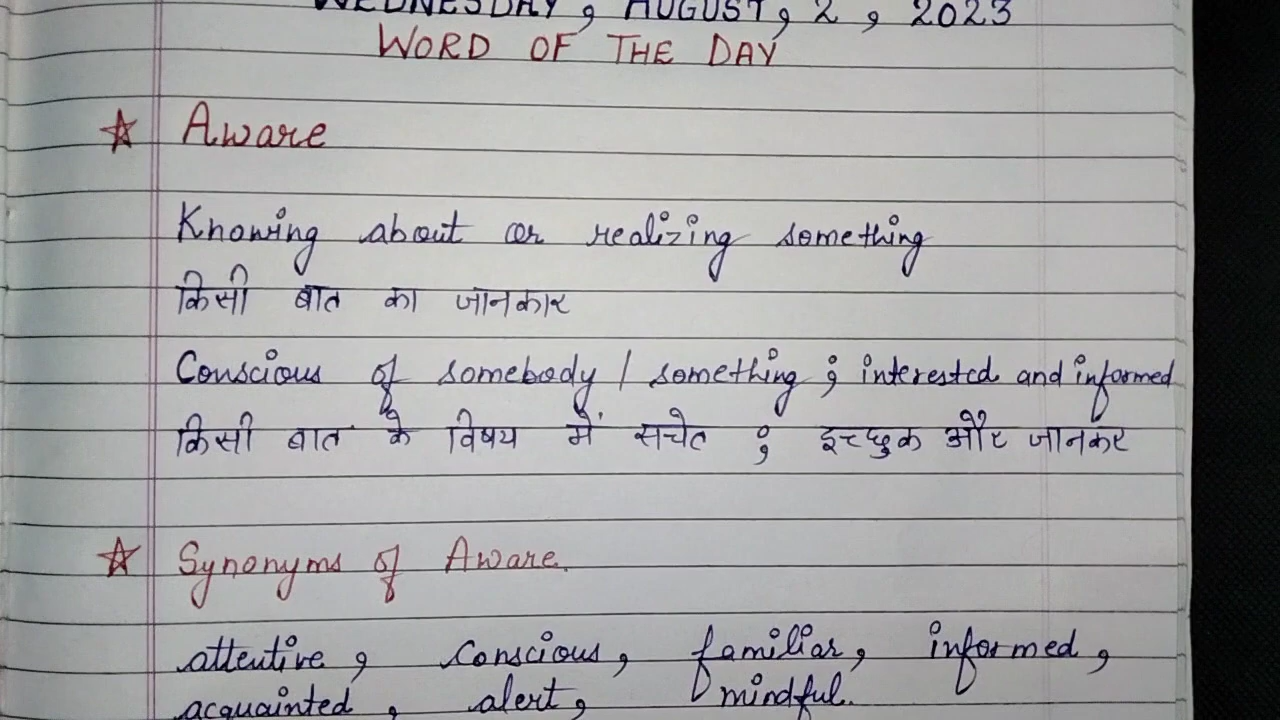 WEDNESDAY, AUGUST, 2, 2023
WORD OF THE DAY
☆ Aware
Knowing about or realizing something
किसी बात का जानकार
Conscious of somebody / something ; interested and informed
किसी बात के विषय में सचेत ; इच्छुक और जानकर
☆ Synonyms of Aware.
attentive, conscious, familiar, informed,
acquainted, alert, mindful.